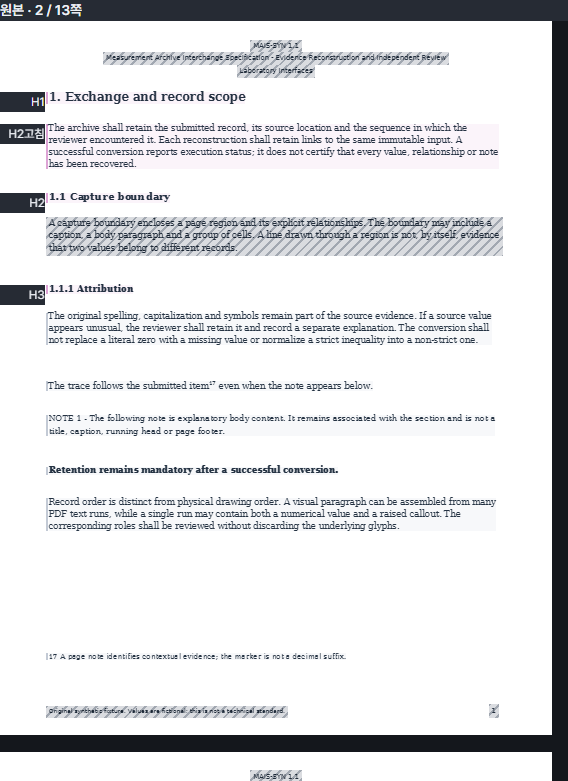 원본 · 2 / 13쪽
MAIS-SYN 1.1
Measurement Archive Interchange Specification - Evidence Reconstruction and Independent Review
Laboratory Interfaces
H1
1. Exchange and record scope
H2고침
The archive shall retain the submitted record, its source location and the sequence in which the
reviewer encountered it. Each reconstruction shall retain links to the same immutable input. A
successful conversion reports execution status; it does not certify that every value, relationship or note
has been recovered.
H2
1.1 Capture boundary
A capture boundary encloses a page region and its explicit relationships. The boundary may include a
caption, a body paragraph and a group of cells. A line drawn through a region is not, by itself, evidence
that two values belong to different records.
H3
1.1.1 Attribution
The original spelling, capitalization and symbols remain part of the source evidence. If a source value
appears unusual, the reviewer shall retain it and record a separate explanation. The conversion shall
not replace a literal zero with a missing value or normalize a strict inequality into a non-strict one.
The trace follows the submitted item¹⁷ even when the note appears below.
NOTE 1 - The following note is explanatory body content. It remains associated with the section and is not a
title, caption, running head or page footer.
Retention remains mandatory after a successful conversion.
Record order is distinct from physical drawing order. A visual paragraph can be assembled from many
PDF text runs, while a single run may contain both a numerical value and a raised callout. The
corresponding roles shall be reviewed without discarding the underlying glyphs.
17 A page note identifies contextual evidence; the marker is not a decimal suffix.
Original synthetic fixture. Values are fictional; this is not a technical standard.
1
MAIS-SYN 1.1